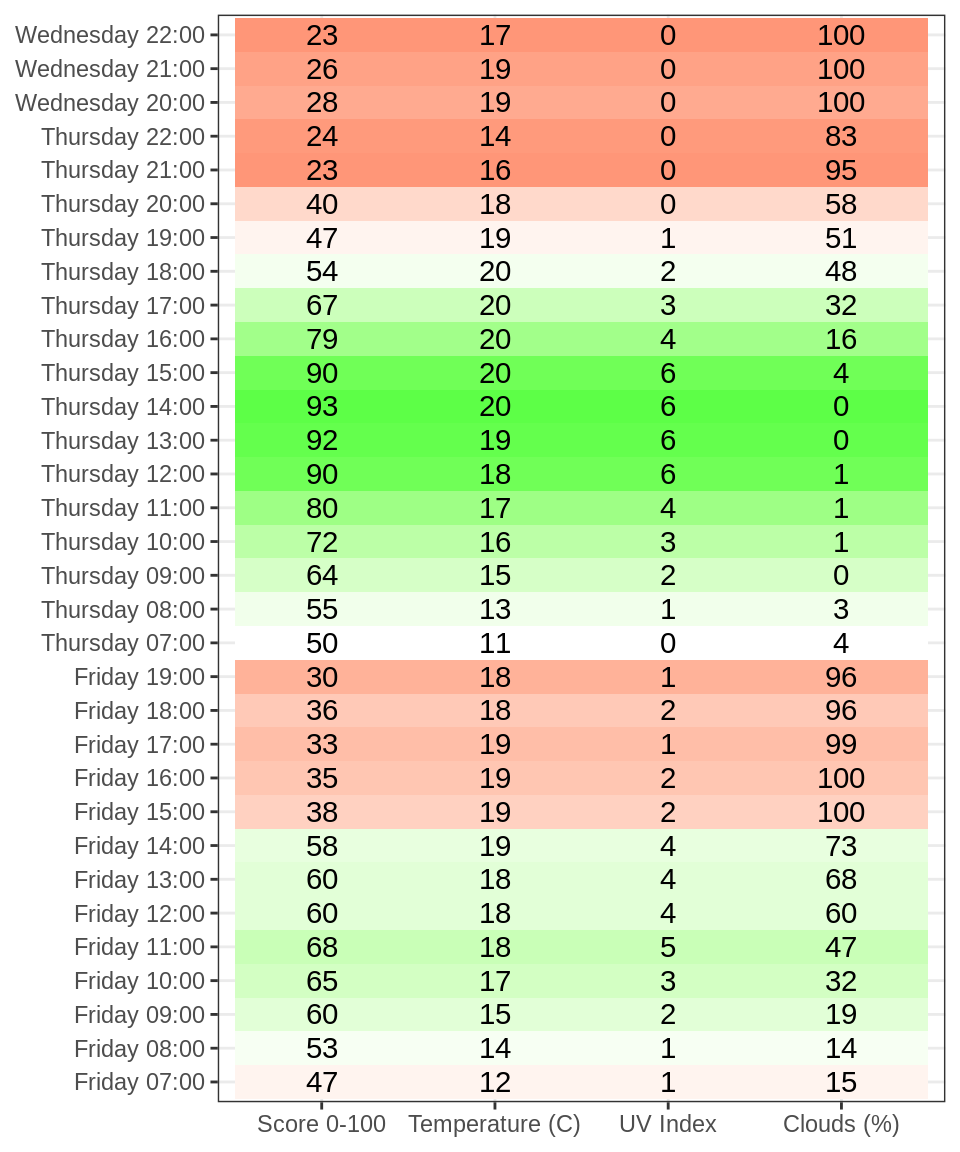 Wednesday 22:00 23 17 0 100
Wednesday 21:00 26 19 0 100
Wednesday 20:00 28 19 0 100
Thursday 22:00 24 14 0 83
Thursday 21:00 23 16 0 95
Thursday 20:00 40 18 0 58
Thursday 19:00 47 19 1 51
Thursday 18:00 54 20 2 48
Thursday 17:00 67 20 3 32
Thursday 16:00 79 20 4 16
Thursday 15:00 90 20 6 4
Thursday 14:00 93 20 6 0
Thursday 13:00 92 19 6 0
Thursday 12:00 90 18 6 1
Thursday 11:00 80 17 4 1
Thursday 10:00 72 16 3 1
Thursday 09:00 64 15 2 0
Thursday 08:00 55 13 1 3
Thursday 07:00 50 11 0 4
Friday 19:00 30 18 1 96
Friday 18:00 36 18 2 96
Friday 17:00 33 19 1 99
Friday 16:00 35 19 2 100
Friday 15:00 38 19 2 100
Friday 14:00 58 19 4 73
Friday 13:00 60 18 4 68
Friday 12:00 60 18 4 60
Friday 11:00 68 18 5 47
Friday 10:00 65 17 3 32
Friday 09:00 60 15 2 19
Friday 08:00 53 14 1 14
Friday 07:00 47 12 1 15
Score 0-100 Temperature (C) UV Index Clouds (%)